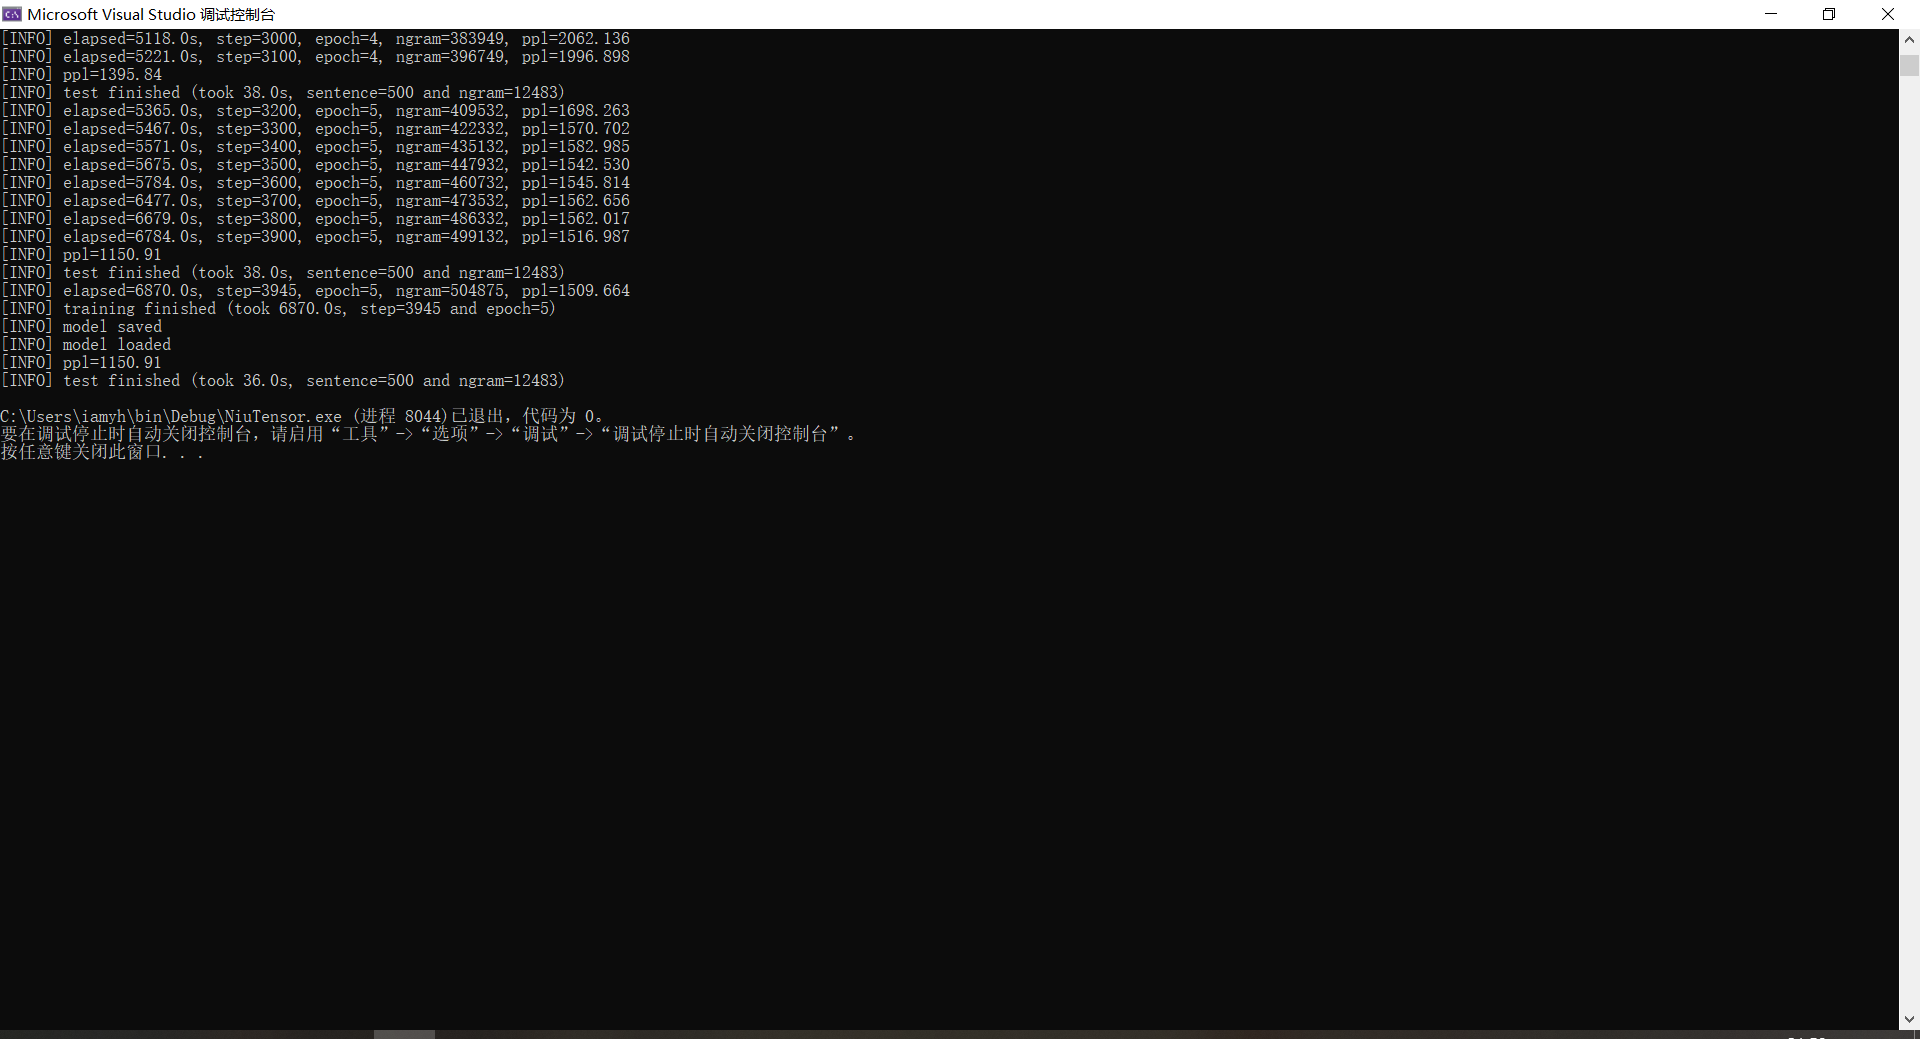 Microsoft Visual Studio 调试控制台
[INFO] elapsed=5118.0s, step=3000, epoch=4, ngram=383949, ppl=2062.136
[INFO] elapsed=5221.0s, step=3100, epoch=4, ngram=396749, ppl=1996.898
[INFO] ppl=1395.84
[INFO] test finished (took 38.0s, sentence=500 and ngram=12483)
[INFO] elapsed=5365.0s, step=3200, epoch=5, ngram=409532, ppl=1698.263
[INFO] elapsed=5467.0s, step=3300, epoch=5, ngram=422332, ppl=1570.702
[INFO] elapsed=5571.0s, step=3400, epoch=5, ngram=435132, ppl=1582.985
[INFO] elapsed=5675.0s, step=3500, epoch=5, ngram=447932, ppl=1542.530
[INFO] elapsed=5784.0s, step=3600, epoch=5, ngram=460732, ppl=1545.814
[INFO] elapsed=6477.0s, step=3700, epoch=5, ngram=473532, ppl=1562.656
[INFO] elapsed=6679.0s, step=3800, epoch=5, ngram=486332, ppl=1562.017
[INFO] elapsed=6784.0s, step=3900, epoch=5, ngram=499132, ppl=1516.987
[INFO] ppl=1150.91
[INFO] test finished (took 38.0s, sentence=500 and ngram=12483)
[INFO] elapsed=6870.0s, step=3945, epoch=5, ngram=504875, ppl=1509.664
[INFO] training finished (took 6870.0s, step=3945 and epoch=5)
[INFO] model saved
[INFO] model loaded
[INFO] ppl=1150.91
[INFO] test finished (took 36.0s, sentence=500 and ngram=12483)
C:\Users\iamyh\bin\Debug\NiuTensor.exe (进程 8044)已退出，代码为 0。
要在调试停止时自动关闭控制台，请启用“工具”->“选项”->“调试”->“调试停止时自动关闭控制台”。
按任意键关闭此窗口. . .